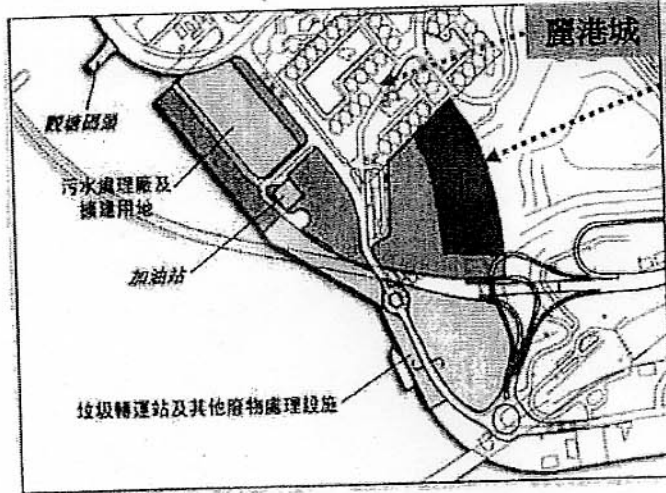 麗港城
觀塘碼頭
污水處理廠及
擴建用地
加油站
垃圾轉運站及其他廢物處理設施